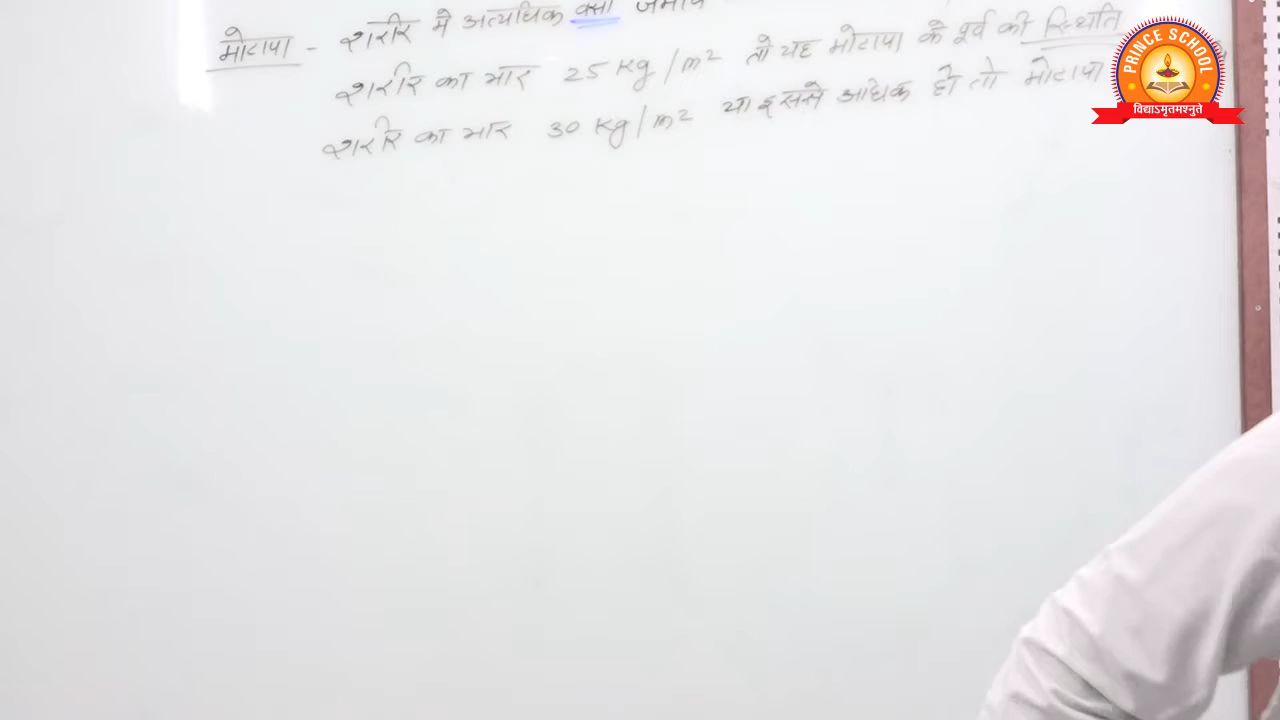 मोटापा - शरीर में अत्यधिक वसा जमाव
शरीर का भार 25 Kg/m² तो यह मोटापा के पूर्व की स्थिति
शरीर का भार 30 Kg/m² या इससे अधिक हो तो मोटापा
PRINCE SCHOOL
विद्याऽमृतमश्नुते